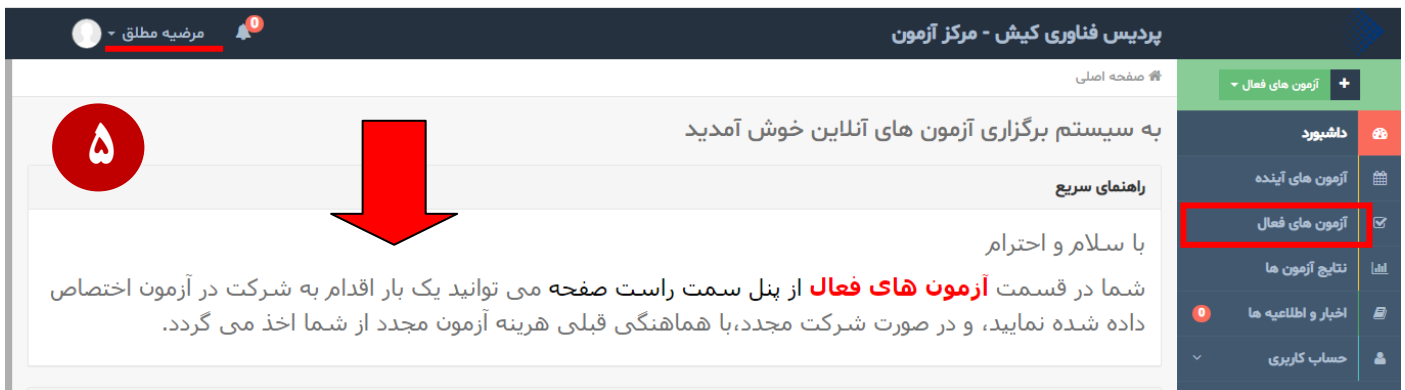 پردیس فناوری کیش - مرکز آزمون
0
مرضیه مطلق
آزمون های فعال
صفحه اصلی
داشبورد
آزمون های آینده
آزمون های فعال
نتایج آزمون ها
اخبار و اطلاعیه ها
0
حساب کاربری
به سیستم برگزاری آزمون های آنلاین خوش آمدید
۵
راهنمای سریع
با سلام و احترام
شما در قسمت آزمون های فعال از پنل سمت راست صفحه می توانید یک بار اقدام به شرکت در آزمون اختصاص
داده شده نمایید، و در صورت شرکت مجدد،با هماهنگی قبلی هرینه آزمون مجدد از شما اخذ می گردد.